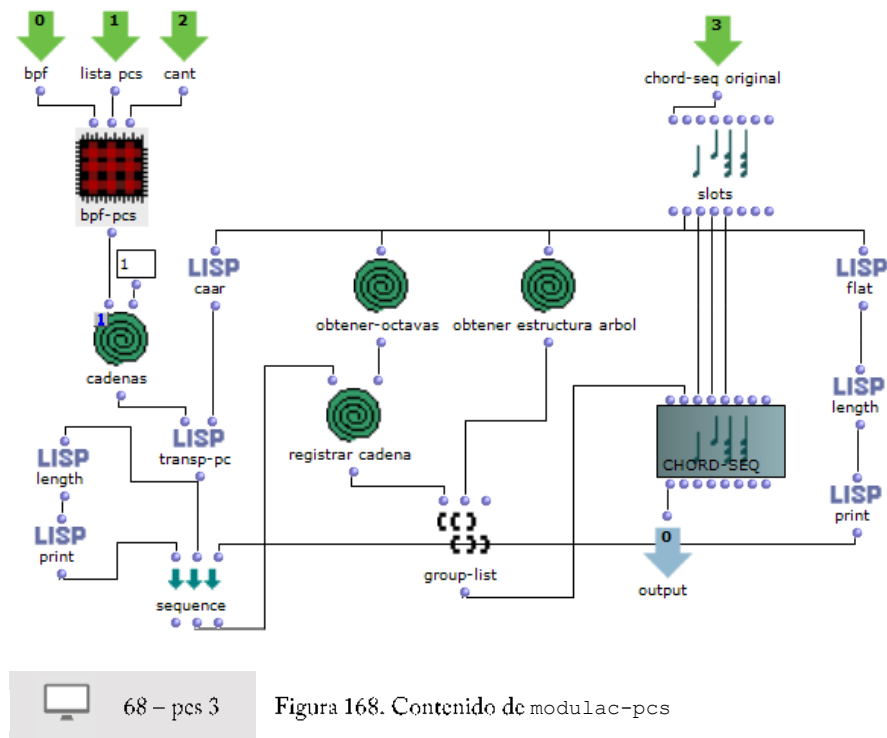 0
1
2
3
bpf
lista pcs
cant
chord-seq original
slots
bpf-pcs
1
LISP
caar
obtener-octavas
obtener estructura arbol
LISP
flat
1
cadenas
LISP
transp-pc
registrar cadena
LISP
length
CHORD-SEQ
LISP
length
LISP
print
LISP
print
group-list
0
output
sequence
68 – pcs 3
Figura 168. Contenido de modulac-pcs